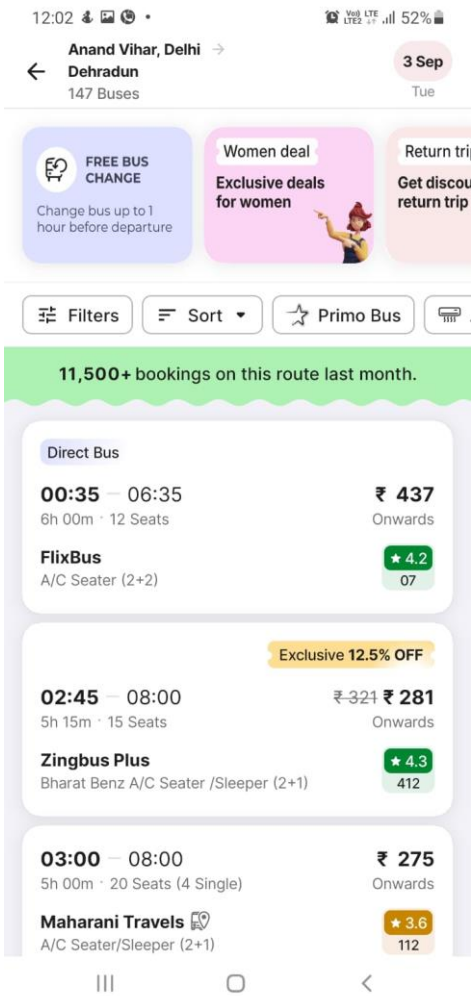 12:02
Voo) LTE
LTE2
52%
Anand Vihar, Delhi →
Dehradun
147 Buses
3 Sep
Tue
FREE BUS
CHANGE
Change bus up to 1
hour before departure
Women deal
Exclusive deals
for women
Return tri
Get discou
return trip
Filters
Sort
Primo Bus
11,500+ bookings on this route last month.
Direct Bus
00:35 — 06:35
₹ 437
6h 00m · 12 Seats
Onwards
FlixBus
★ 4.2
A/C Seater (2+2)
07
Exclusive 12.5% OFF
02:45 — 08:00
₹ 321 ₹ 281
5h 15m · 15 Seats
Onwards
Zingbus Plus
★ 4.3
Bharat Benz A/C Seater /Sleeper (2+1)
412
03:00 — 08:00
₹ 275
5h 00m · 20 Seats (4 Single)
Onwards
Maharani Travels
★ 3.6
A/C Seater/Sleeper (2+1)
112